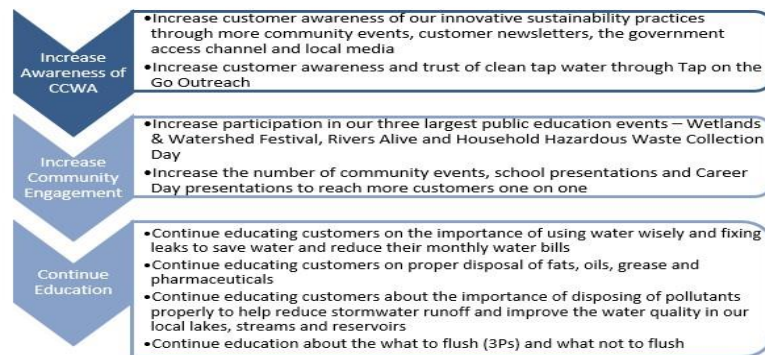 Increase
Awareness of
CCWA
•Increase customer awareness of our innovative sustainability practices
through more community events, customer newsletters, the government
access channel and local media
•Increase customer awareness and trust of clean tap water through Tap on the
Go Outreach
Increase
Community
Engagement
•Increase participation in our three largest public education events – Wetlands
& Watershed Festival, Rivers Alive and Household Hazardous Waste Collection
Day
•Increase the number of community events, school presentations and Career
Day presentations to reach more customers one on one
Continue
Education
•Continue educating customers on the importance of using water wisely and fixing
leaks to save water and reduce their monthly water bills
•Continue educating customers on proper disposal of fats, oils, grease and
pharmaceuticals
•Continue educating customers about the importance of disposing of pollutants
properly to help reduce stormwater runoff and improve the water quality in our
local lakes, streams and reservoirs
•Continue education about the what to flush (3Ps) and what not to flush